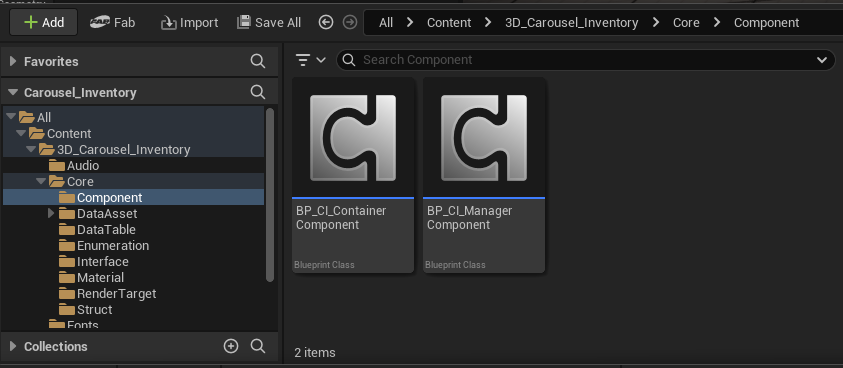 Add
Fab
Import
Save All
All > Content > 3D_Carousel_Inventory > Core > Component
Favorites
Search Component
Carousel_Inventory
All
Content
3D_Carousel_Inventory
Audio
Core
Component
DataAsset
DataTable
Enumeration
Interface
Material
RenderTarget
Struct
Fonts
Collections
BP_CI_Container
Component
Blueprint Class
BP_CI_Manager
Component
Blueprint Class
2 items